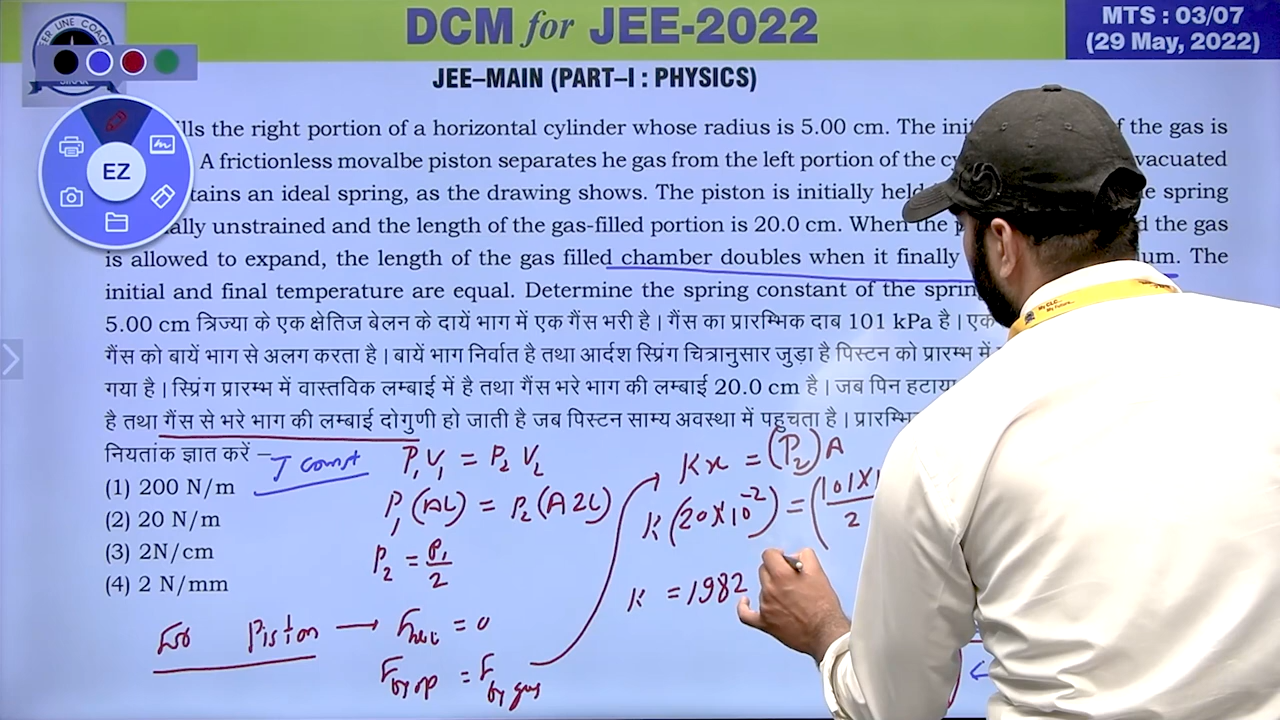 DCM for JEE-2022
MTS : 03/07
(29 May, 2022)
JEE–MAIN (PART–I : PHYSICS)
EZ
lls the right portion of a horizontal cylinder whose radius is 5.00 cm. The of the gas is
A frictionless movalbe piston separates he gas from the left portion of the vacuated
tains an ideal spring, as the drawing shows. The piston is initially held spring
ally unstrained and the length of the gas-filled portion is 20.0 cm. When the the gas
is allowed to expand, the length of the gas filled chamber doubles when it finally um. The
initial and final temperature are equal. Determine the spring constant of the spring
5.00 cm त्रिज्या के एक क्षेतिज बेलन के दायें भाग में एक गैंस भरी है। गैंस का प्रारम्भिक दाब 101 kPa है। एक
गैंस को बायें भाग से अलग करता है। बायें भाग निर्वात है तथा आर्दश स्प्रिंग चित्रानुसार जुड़ा है पिस्टन को प्रारम्भ में
गया है। स्प्रिंग प्रारम्भ में वास्तविक लम्बाई में है तथा गैंस भरे भाग की लम्बाई 20.0 cm है। जब पिन हटाया
है तथा गैंस से भरे भाग की लम्बाई दोगुणी हो जाती है जब पिस्टन साम्य अवस्था में पहुचता है।
नियतांक ज्ञात करें –
T const
(1) 200 N/m
(2) 20 N/m
(3) 2N/cm
(4) 2 N/mm
P₁V₁ = P₂V₂
P₁(AL) = P₂(A2L)
P₂ = P₁/2
Piston → = 0
F by sp = F by gas
Kx = (P₂)A
K(20×10⁻²) = (101×1 2
K = 1982